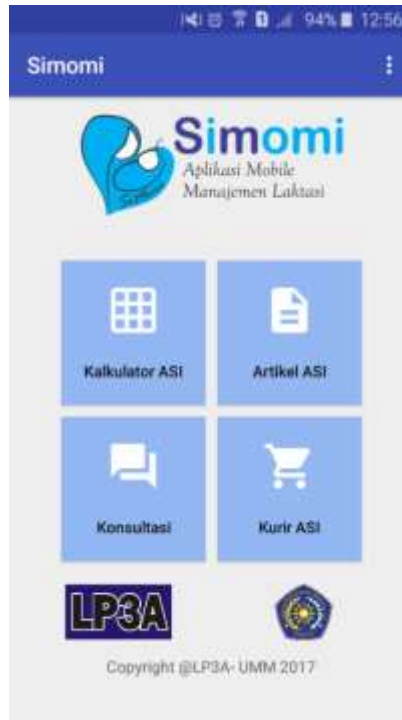 94% 12:56
Simomi
Simomi
Aplikasi Mobile
Manajemen Laktasi
Kalkulator ASI
Artikel ASI
Konsultasi
Kurir ASI
LP3A
Copyright @LP3A- UMM 2017